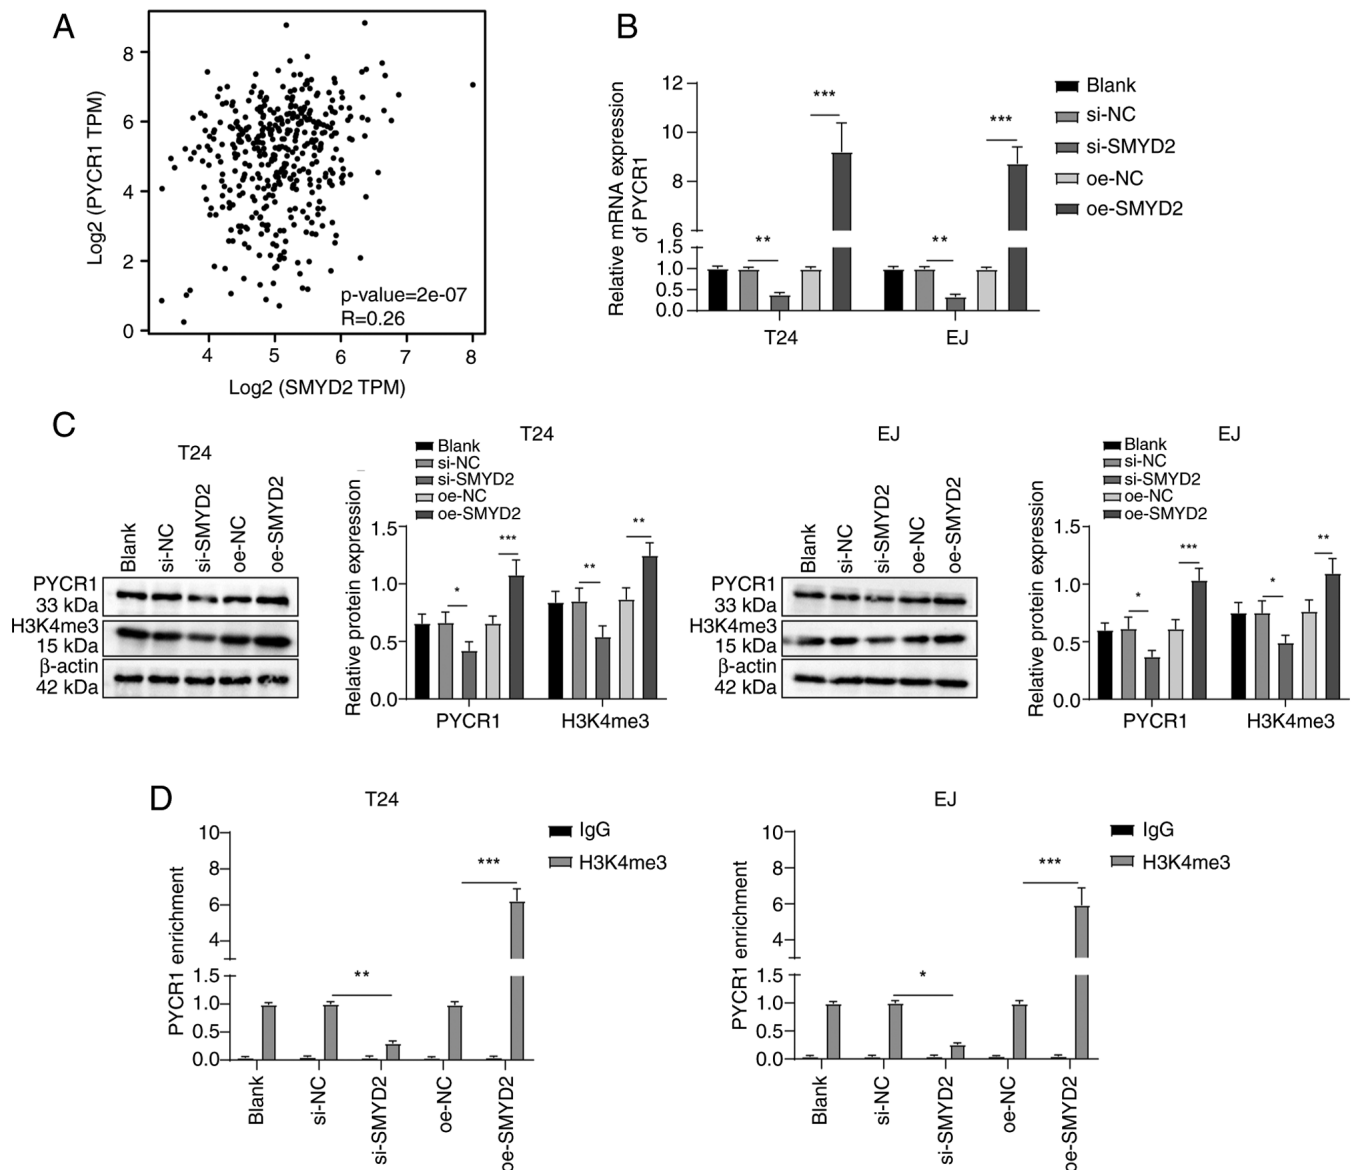 A
8
6
4
2
0
Log2 (PYCR1 TPM)
p-value=2e-07
R=0.26
4 5 6 7 8
Log2 (SMYD2 TPM)
B
Relative mRNA expression
of PYCR1
12
10
8
6
1.5
1.0
0.5
0.0
*** ***
** **
T24 EJ
Blank
si-NC
si-SMYD2
oe-NC
oe-SMYD2
C
T24
Blank
si-NC
si-SMYD2
oe-NC
oe-SMYD2
PYCR1
33 kDa
H3K4me3
15 kDa
β-actin
42 kDa
T24
Blank
si-NC
si-SMYD2
oe-NC
oe-SMYD2
Relative protein expression
1.5
1.0
0.5
0.0
* *** ** **
PYCR1 H3K4me3
EJ
Blank
si-NC
si-SMYD2
oe-NC
oe-SMYD2
PYCR1
33 kDa
H3K4me3
15 kDa
β-actin
42 kDa
EJ
Blank
si-NC
si-SMYD2
oe-NC
oe-SMYD2
Relative protein expression
1.5
1.0
0.5
0.0
* *** * **
PYCR1 H3K4me3
D
T24
IgG
H3K4me3
PYCR1 enrichment
10
8
6
4
1.5
1.0
0.5
0.0
** ***
Blank
si-NC
si-SMYD2
oe-NC
oe-SMYD2
EJ
IgG
H3K4me3
PYCR1 enrichment
10
8
6
4
1.5
1.0
0.5
0.0
* ***
Blank
si-NC
si-SMYD2
oe-NC
oe-SMYD2